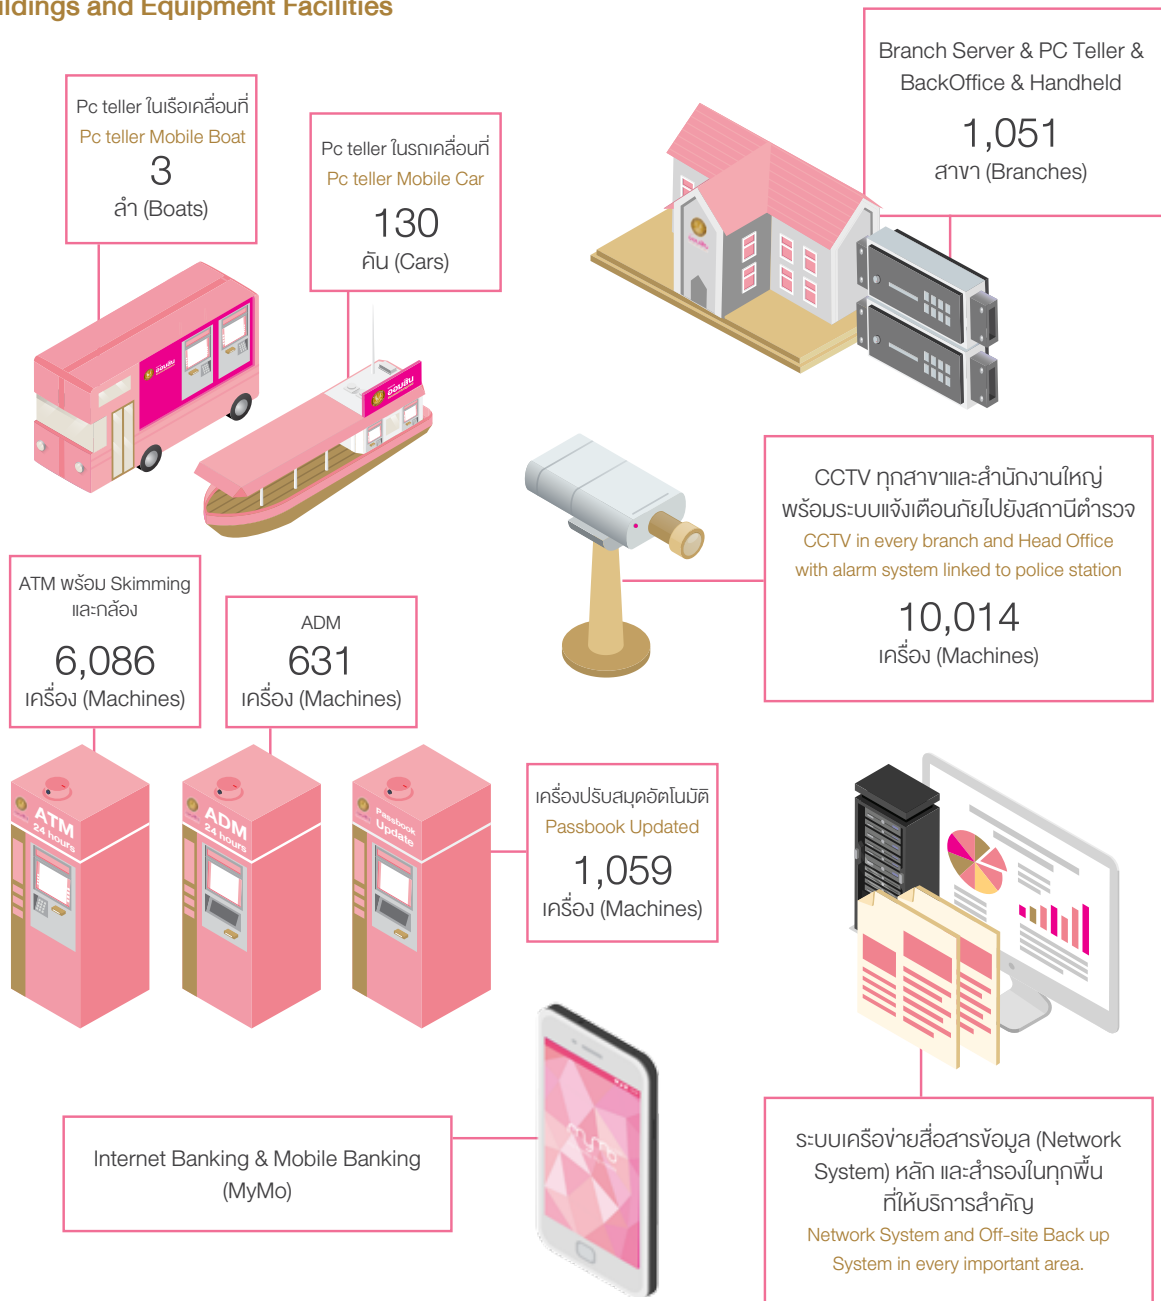 ldings and Equipment Facilities
Branch Server & PC Teller &
BackOffice & Handheld
1,051
สาขา (Branches)
Pc teller ในเรือเคลื่อนที่
Pc teller Mobile Boat
3
ลำ (Boats)
Pc teller ในรถเคลื่อนที่
Pc teller Mobile Car
130
คัน (Cars)
ออมสิน
ออมสิน
CCTV ทุกสาขาและสำนักงานใหญ่
พร้อมระบบแจ้งเตือนภัยไปยังสถานีตำรวจ
CCTV in every branch and Head Office
with alarm system linked to police station
10,014
เครื่อง (Machines)
ATM พร้อม Skimming
และกล้อง
6,086
เครื่อง (Machines)
ADM
631
เครื่อง (Machines)
ATM
24 hours
ADM
24 hours
Passbook
Update
เครื่องปรับสมุดอัตโนมัติ
Passbook Updated
1,059
เครื่อง (Machines)
Internet Banking & Mobile Banking
(MyMo)
mymo
ระบบเครือข่ายสื่อสารข้อมูล (Network
System) หลัก และสำรองในทุกพื้น
ที่ให้บริการสำคัญ
Network System and Off-site Back up
System in every important area.